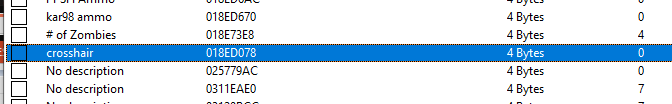 kar98 ammo 018ED670 4 Bytes 0
# of Zombies 018E73E8 4 Bytes 4
crosshair 018ED078 4 Bytes 0
No description 025779AC 4 Bytes 0
No description 0311EAE0 4 Bytes 7